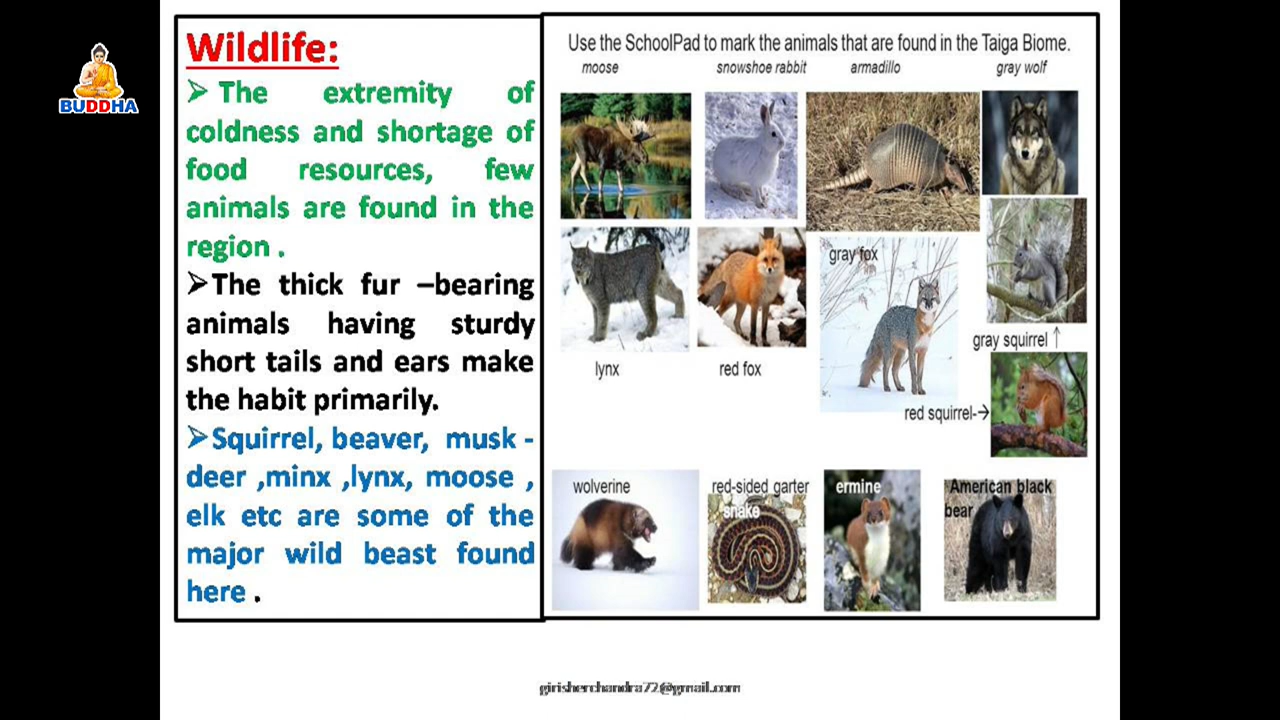 BUDDHA
Wildlife:
➢ The extremity of
coldness and shortage of
food resources, few
animals are found in the
region .
➢The thick fur –bearing
animals having sturdy
short tails and ears make
the habit primarily.
➢Squirrel, beaver, musk -
deer ,minx ,lynx, moose ,
elk etc are some of the
major wild beast found
here .
Use the SchoolPad to mark the animals that are found in the Taiga Biome.
moose snowshoe rabbit armadillo gray wolf
gray fox
gray squirrel ↑
lynx red fox
red squirrel-→
wolverine red-sided garter snake ermine American black bear
girisherchandra72@gmail.com